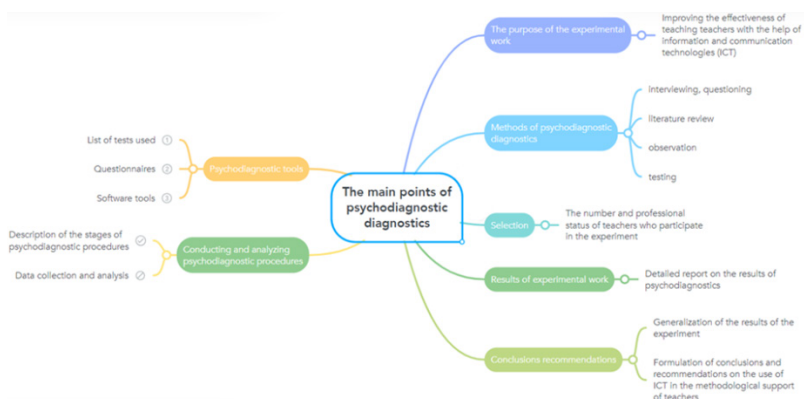 The main points of
psychodiagnostic
diagnostics
The purpose of the experimental
work
Improving the effectiveness of
teaching teachers with the help of
information and communication
technologies (ICT)
Methods of psychodiagnostic
diagnostics
interviewing, questioning
literature review
observation
testing
Selection
The number and professional
status of teachers who participate
in the experiment
Results of experimental work
Detailed report on the results of
psychodiagnostics
Conclusions recommendations
Generalization of the results of the
experiment
Formulation of conclusions and
recommendations on the use of
ICT in the methodological support
of teachers
Psychodiagnostic tools
List of tests used 1
Questionnaires 2
Software tools 3
Conducting and analyzing
psychodiagnostic procedures
Description of the stages of
psychodiagnostic procedures
Data collection and analysis